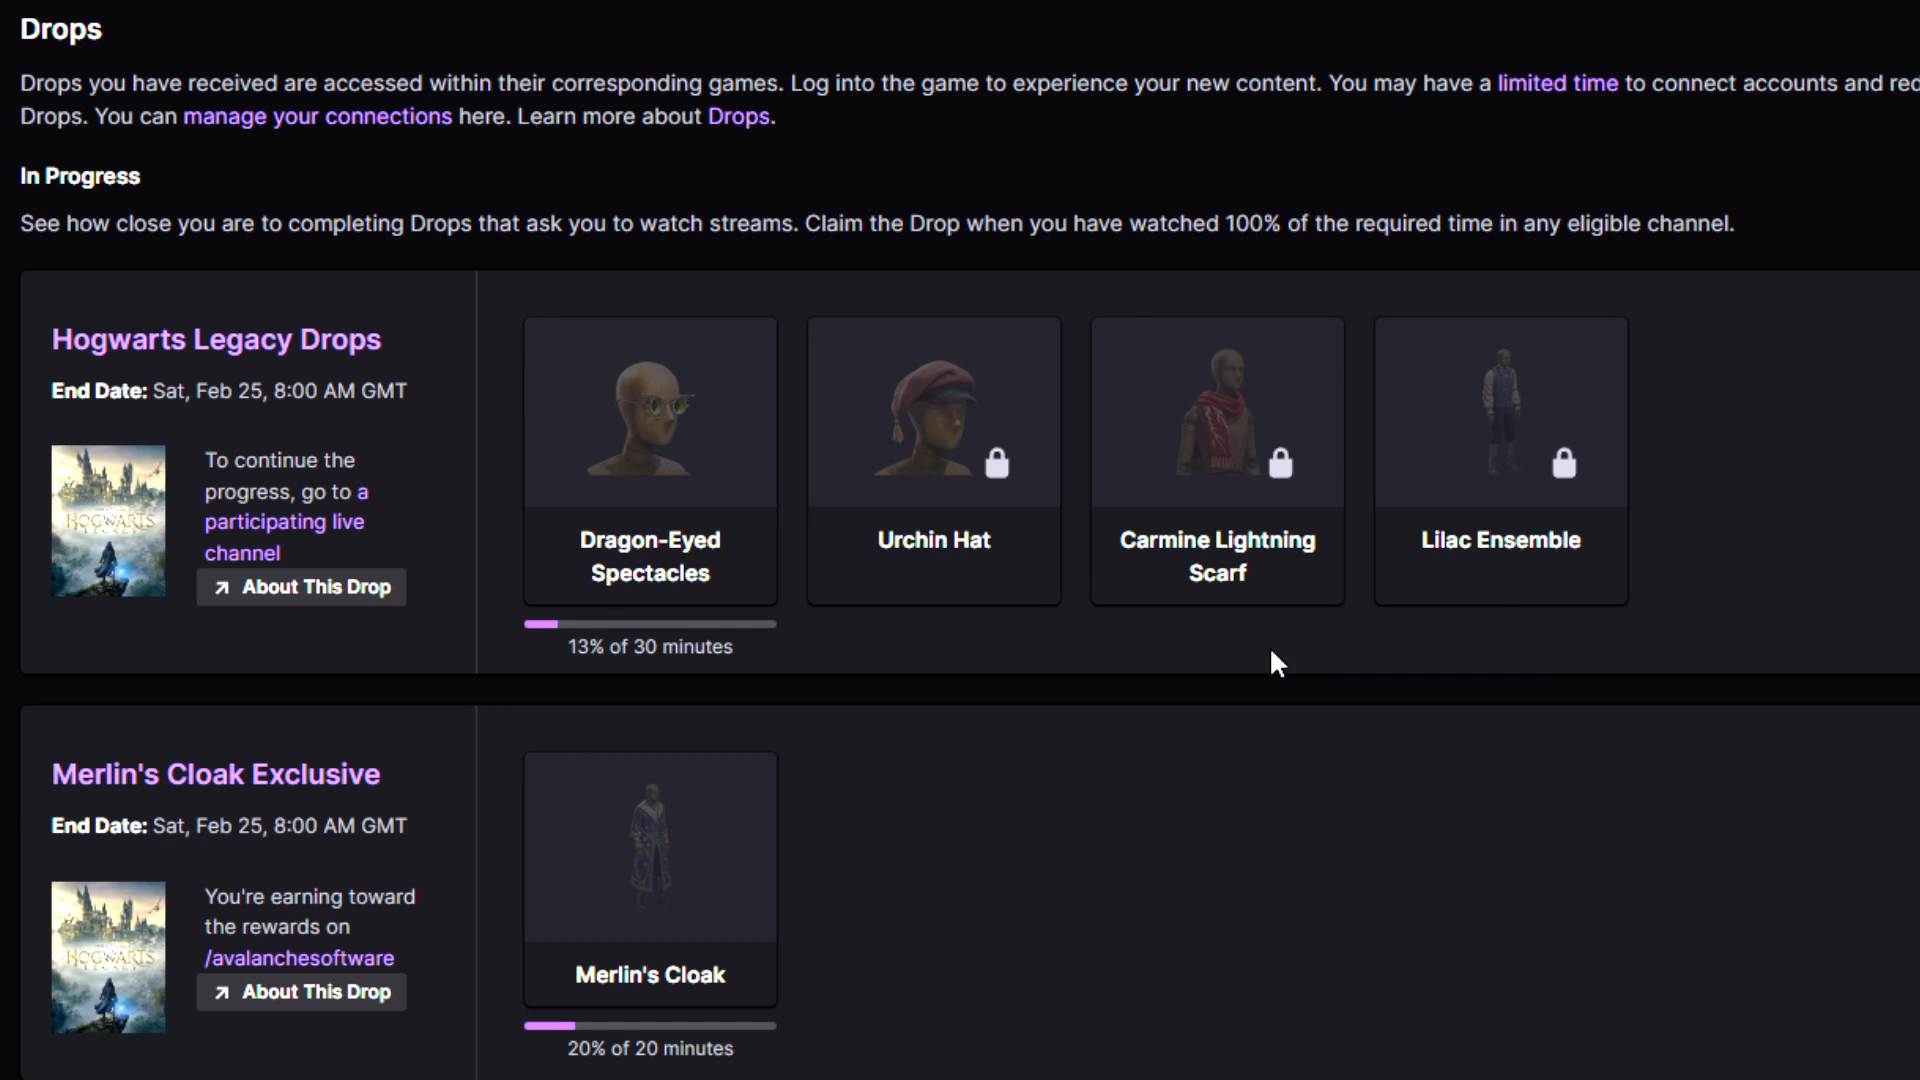 Drops
Drops you have received are accessed within their corresponding games. Log into the game to experience your new content. You may have a limited time to connect accounts and
Drops. You can manage your connections here. Learn more about Drops.
In Progress
See how close you are to completing Drops that ask you to watch streams. Claim the Drop when you have watched 100% of the required time in any eligible channel.
Hogwarts Legacy Drops
End Date: Sat, Feb 25, 8:00 AM GMT
HOGWARTS
LEGACY
To continue the
progress, go to a
participating live
channel
About This Drop
Dragon-Eyed
Spectacles
13% of 30 minutes
Urchin Hat
Carmine Lightning
Scarf
Lilac Ensemble
Merlin's Cloak Exclusive
End Date: Sat, Feb 25, 8:00 AM GMT
HOGWARTS
LEGACY
You're earning toward
the rewards on
/avalanchesoftware
About This Drop
Merlin's Cloak
20% of 20 minutes